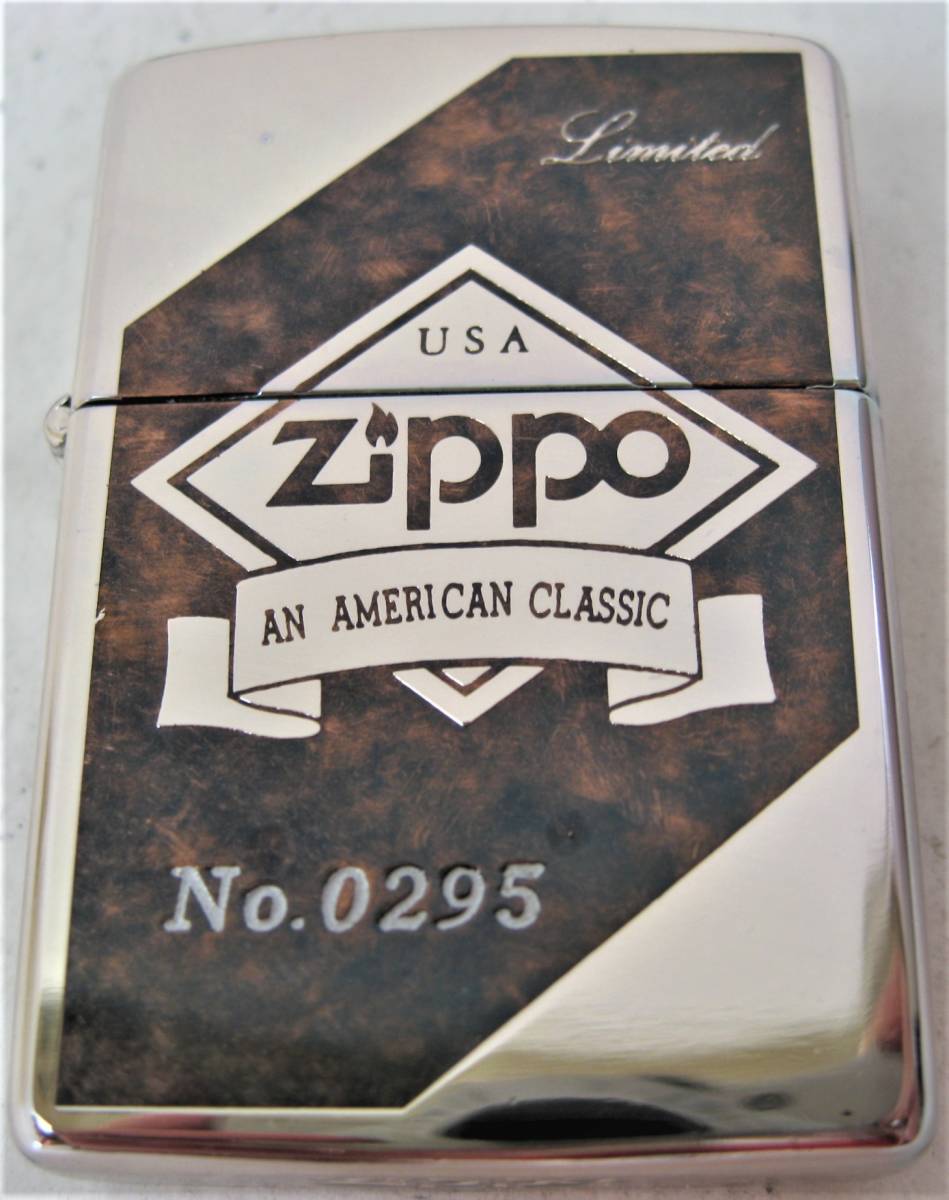 Limited
USA
Zippo
AN AMERICAN CLASSIC
No.0295